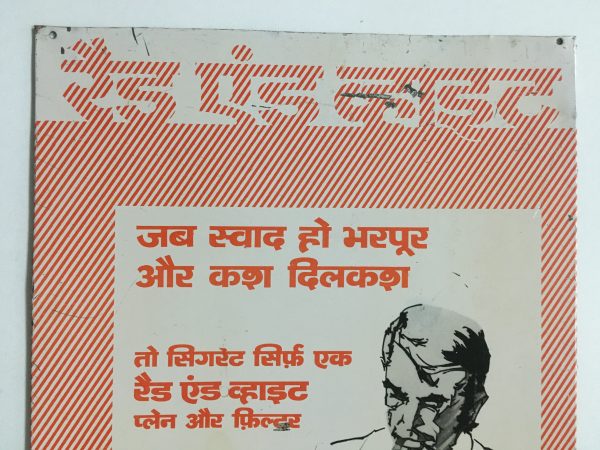 रैड एंड व्हाइट
जब स्वाद हो भरपूर
और कश दिलकश
तो सिगरेट सिर्फ़ एक
रैड एंड व्हाइट
प्लेन और फ़िल्टर